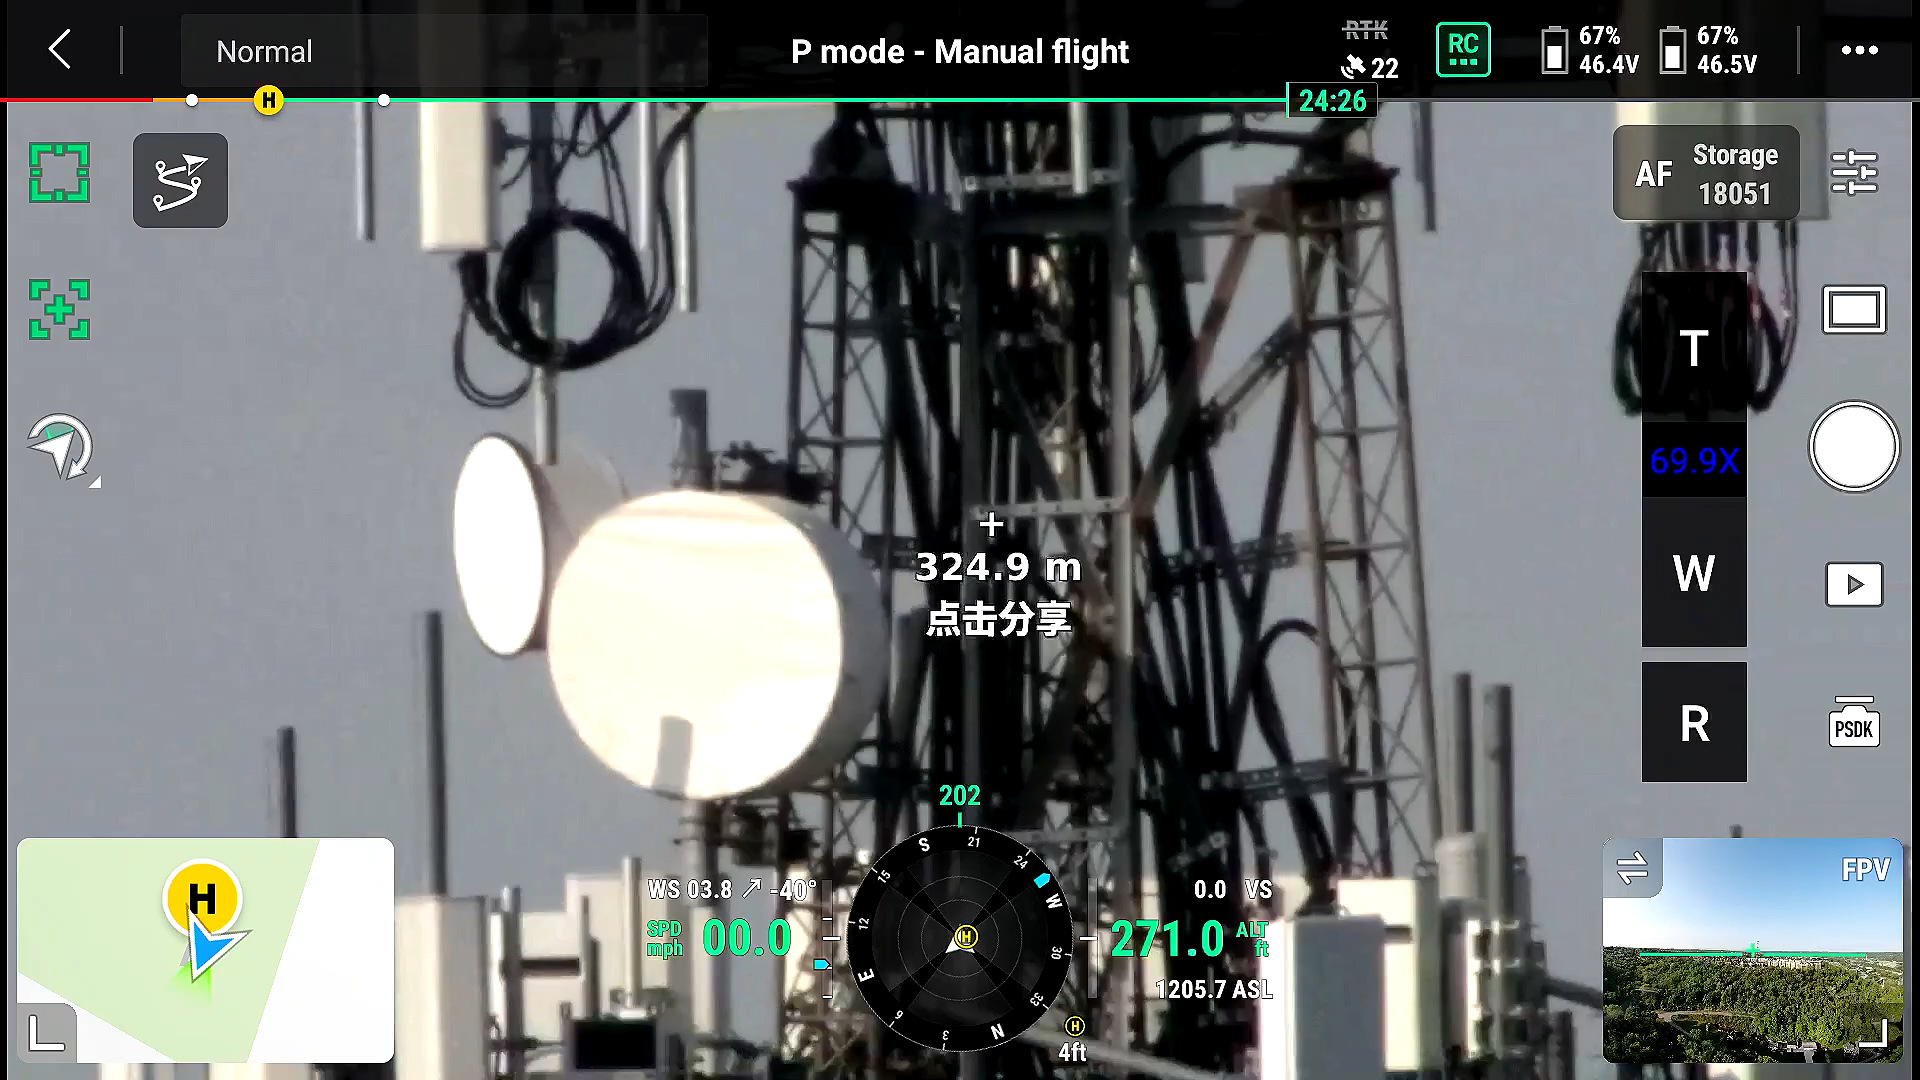 Normal
P mode - Manual flight
RTK
22
RC
67%
46.4V
67%
46.5V
H
24:26
AF
Storage
18051
T
69.9X
W
R
PSDK
324.9 m
点击分享
202
S
21
24
W
30
33
N
3
6
E
12
15
H
WS 03.8
-40°
SPD
mph
00.0
0.0 VS
271.0
ALT
ft
1205.7 ASL
H
4ft
H
FPV